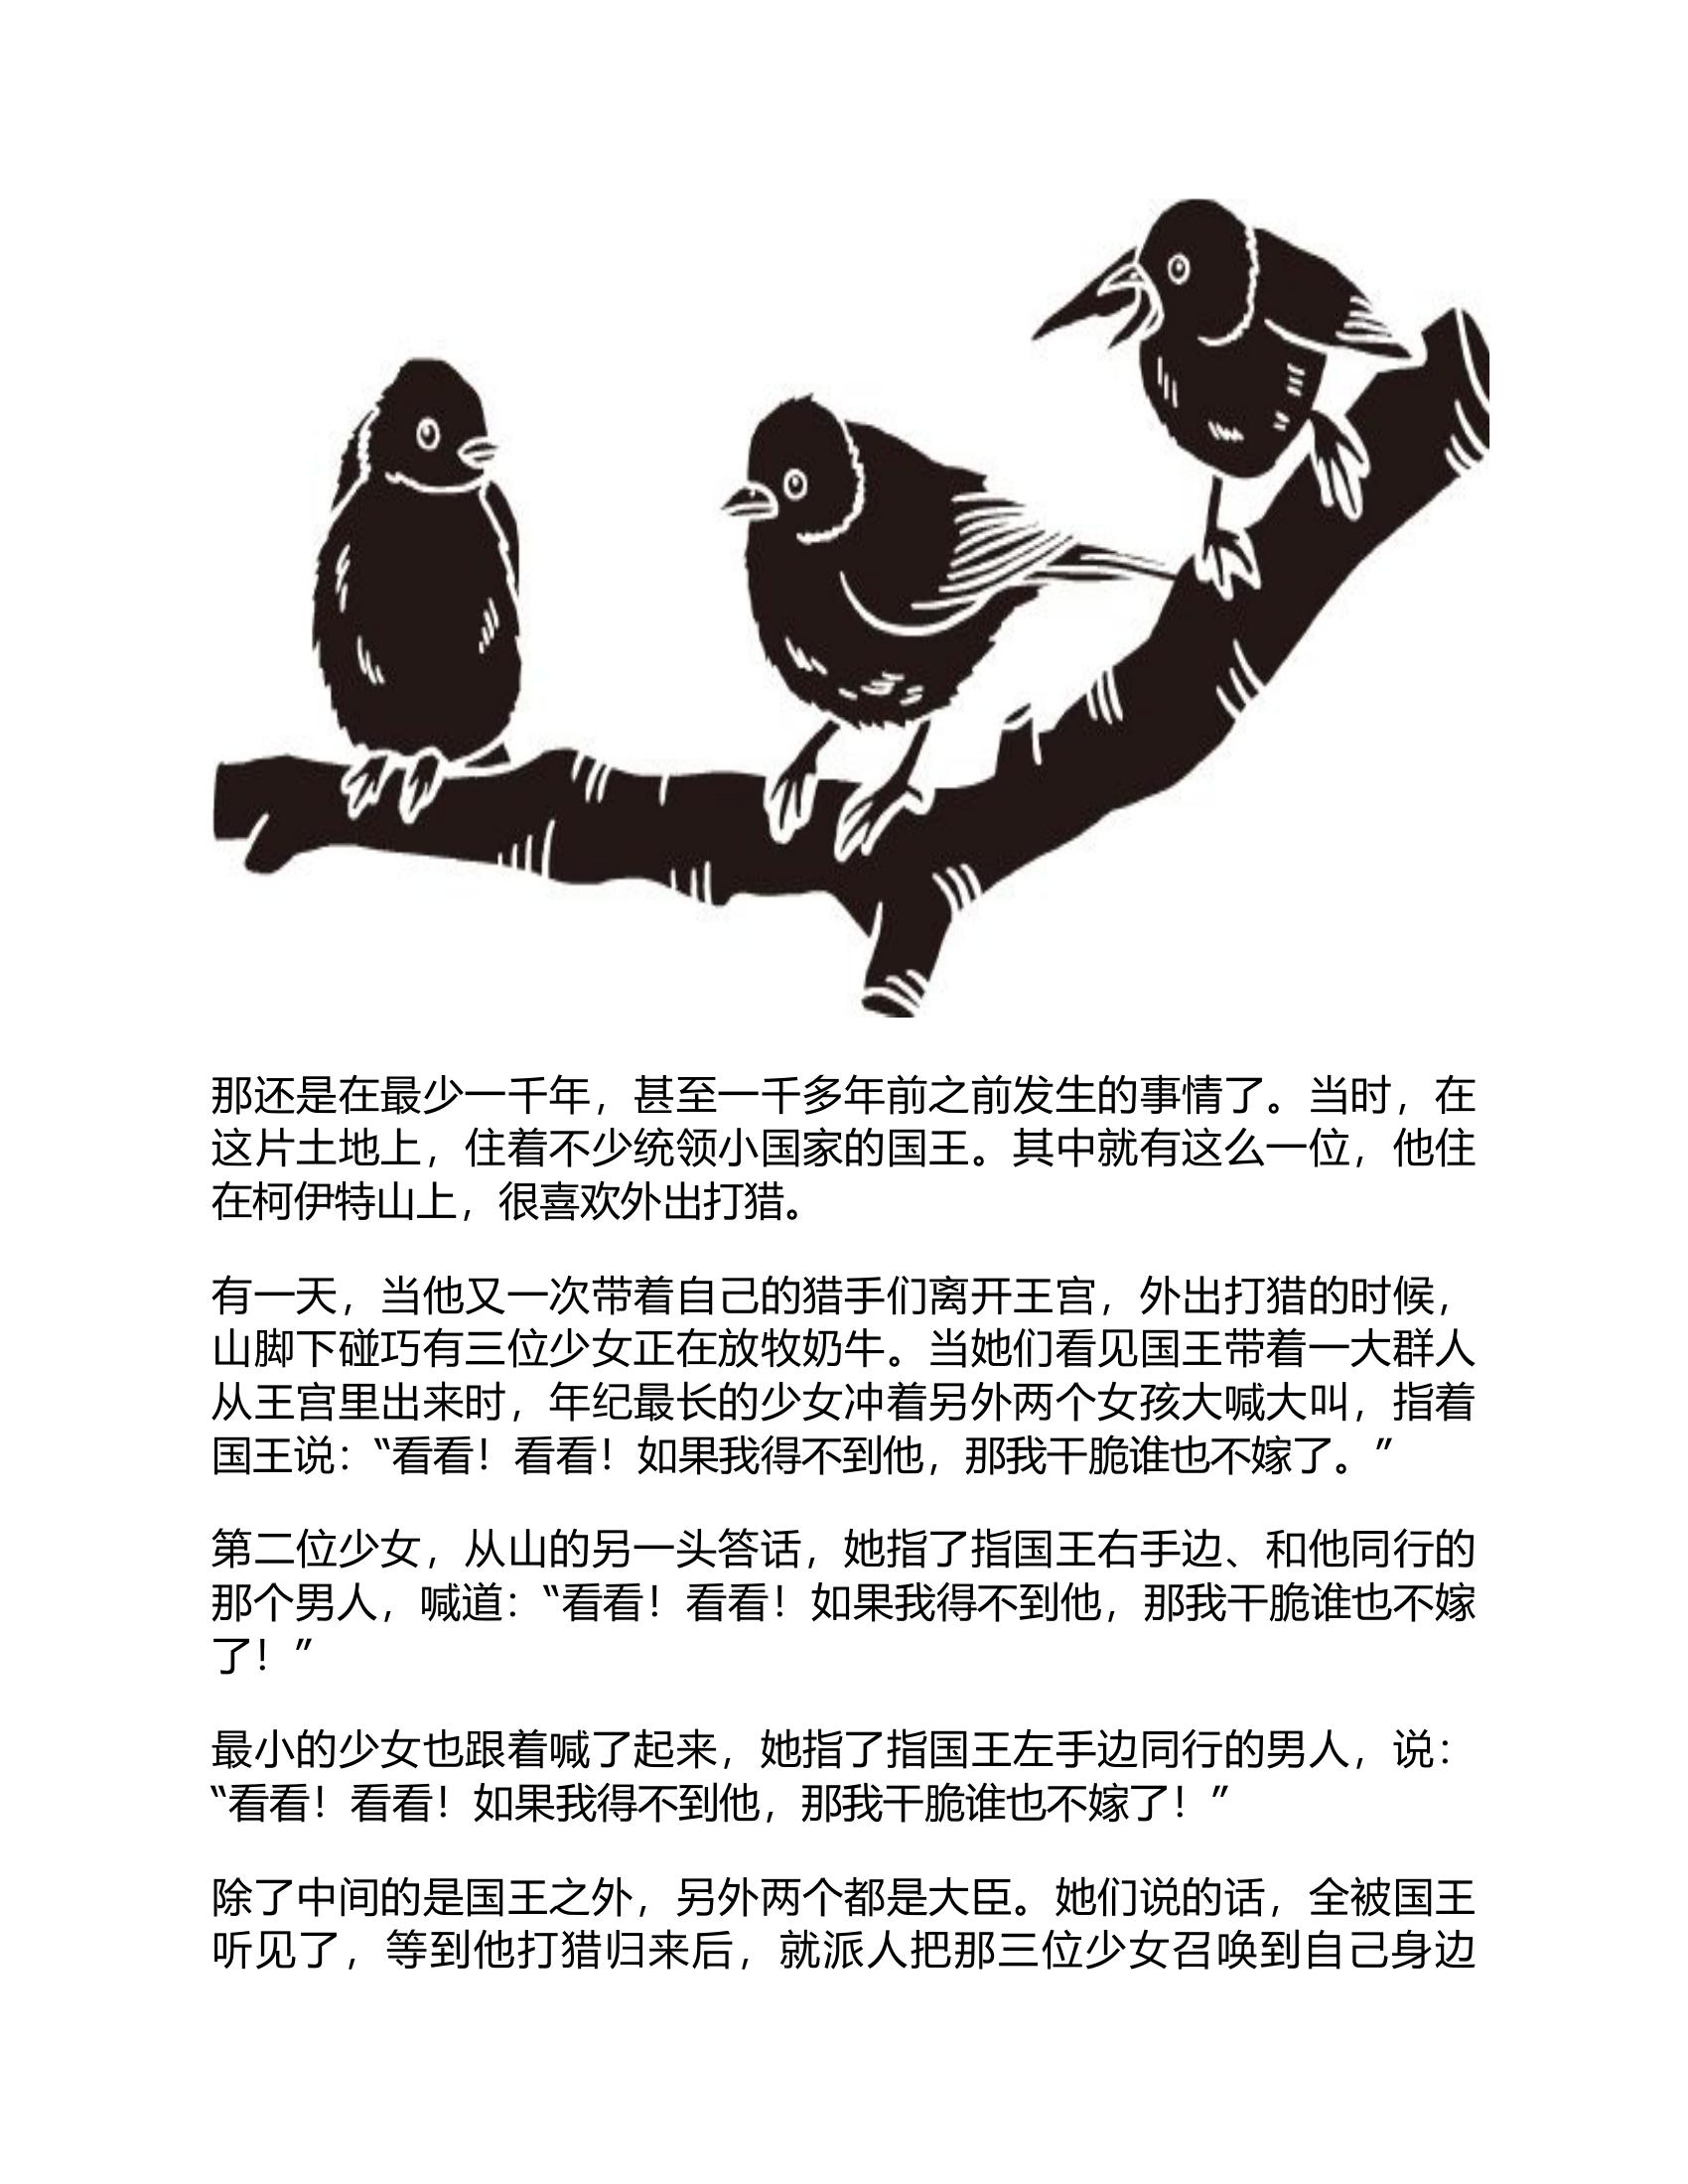 那还是在最少一千年，甚至一千多年前之前发生的事情了。当时，在
这片土地上，住着不少统领小国家的国王。其中就有这么一位，他住
在柯伊特山上，很喜欢外出打猎。
有一天，当他又一次带着自己的猎手们离开王宫，外出打猎的时候，
山脚下碰巧有三位少女正在放牧奶牛。当她们看见国王带着一大群人
从王宫里出来时，年纪最长的少女冲着另外两个女孩大喊大叫，指着
国王说：“看看！看看！如果我得不到他，那我干脆谁也不嫁了。”
第二位少女，从山的另一头答话，她指了指国王右手边、和他同行的
那个男人，喊道：“看看！看看！如果我得不到他，那我干脆谁也不嫁
了！”
最小的少女也跟着喊了起来，她指了指国王左手边同行的男人，说：
“看看！看看！如果我得不到他，那我干脆谁也不嫁了！”
除了中间的是国王之外，另外两个都是大臣。她们说的话，全被国王
听见了，等到他打猎归来后，就派人把那三位少女召唤到自己身边